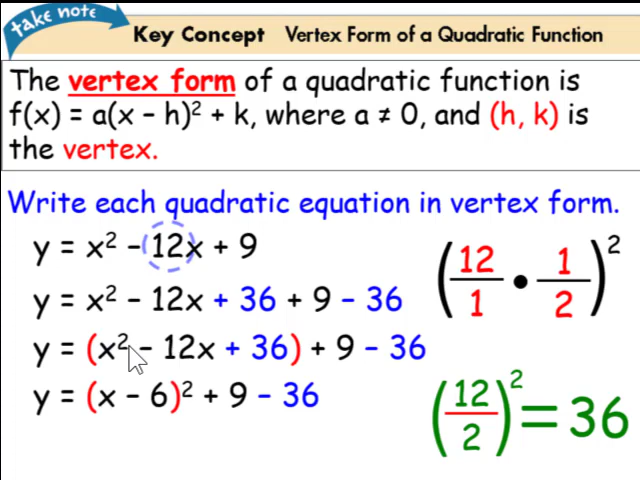 take note
Key Concept Vertex Form of a Quadratic Function
The vertex form of a quadratic function is
f(x) = a(x – h)² + k, where a ≠ 0, and (h, k) is
the vertex.
Write each quadratic equation in vertex form.
y = x² – 12x + 9
y = x² – 12x + 36 + 9 – 36
y = (x² – 12x + 36) + 9 – 36
y = (x – 6)² + 9 – 36
(12/1 • 1/2)²
(12/2)² = 36